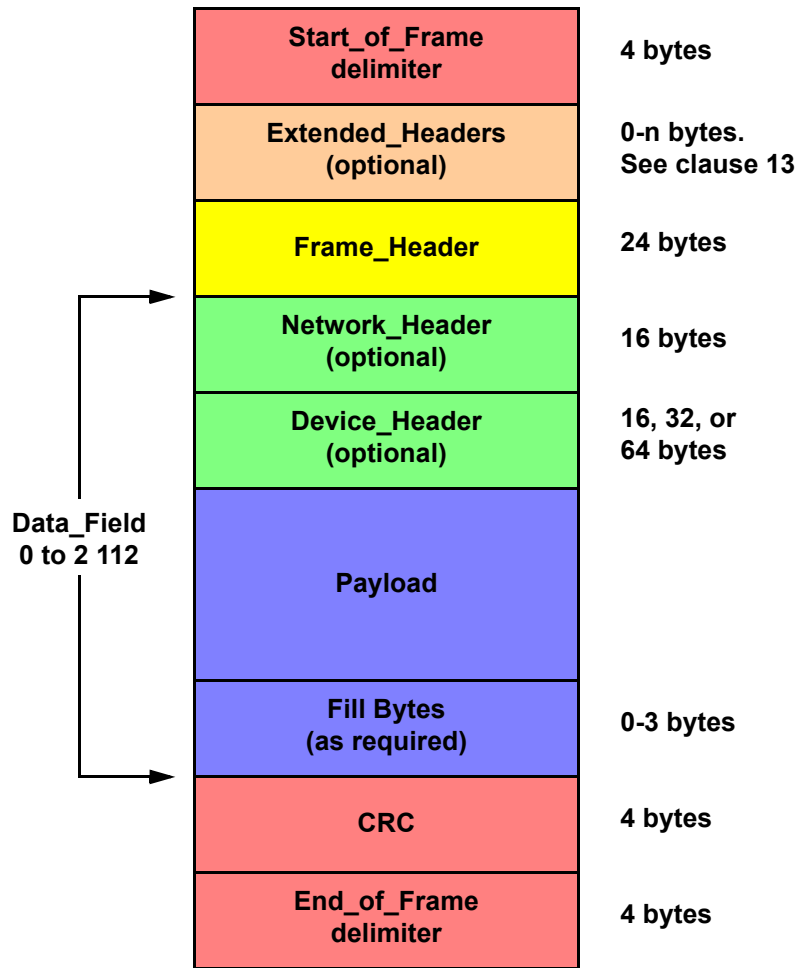 Start_of_Frame
delimiter
4 bytes
Extended_Headers
(optional)
0-n bytes.
See clause 13
Frame_Header
24 bytes
Network_Header
(optional)
16 bytes
Device_Header
(optional)
16, 32, or
64 bytes
Data_Field
0 to 2 112
Payload
Fill Bytes
(as required)
0-3 bytes
CRC
4 bytes
End_of_Frame
delimiter
4 bytes